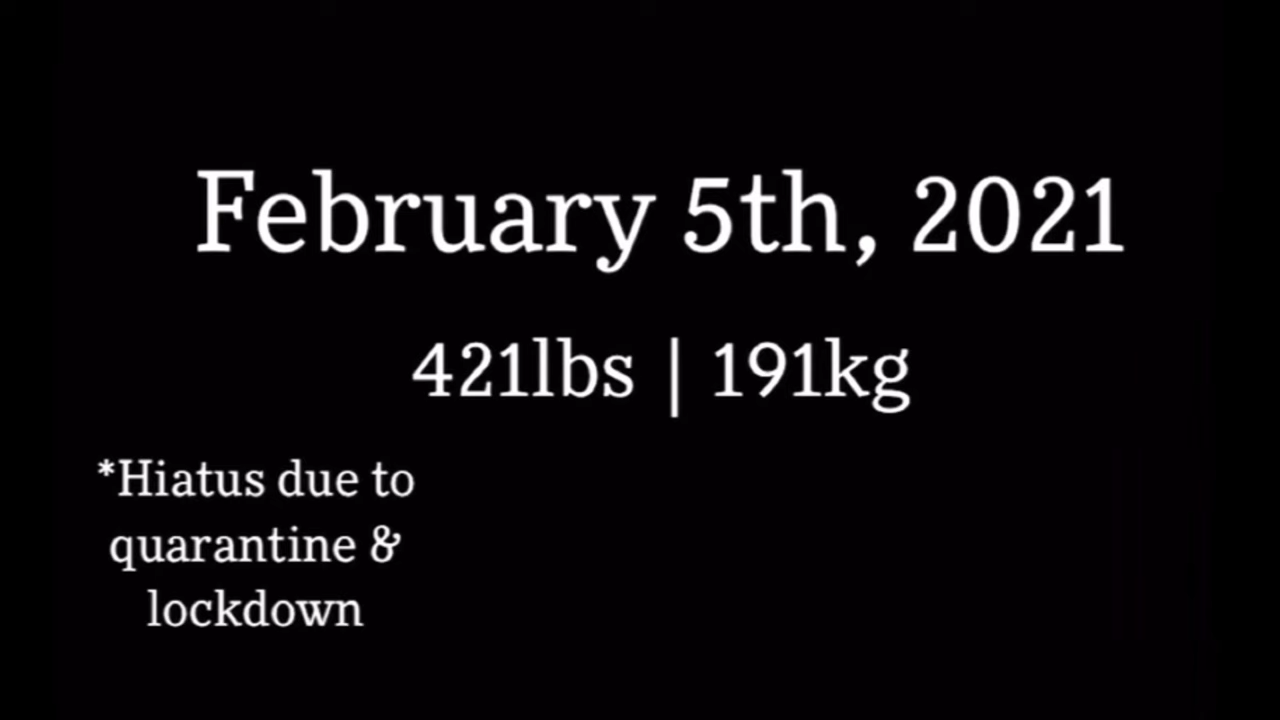 February 5th, 2021
421lbs | 191kg
*Hiatus due to
quarantine &
lockdown